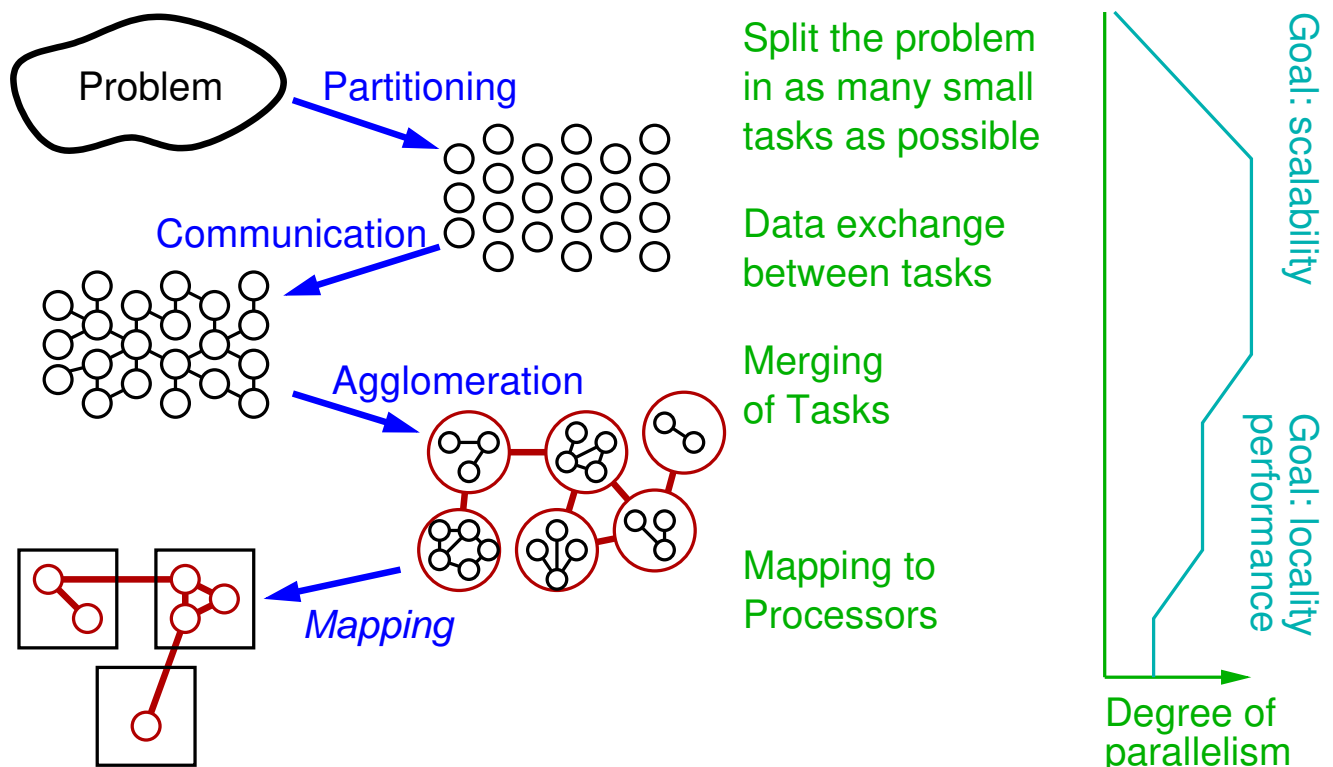 Problem
Partitioning
Split the problem
in as many small
tasks as possible
Communication
Data exchange
between tasks
Agglomeration
Merging
of Tasks
Mapping
Mapping to
Processors
Goal: scalability
Goal: locality
performance
Degree of
parallelism